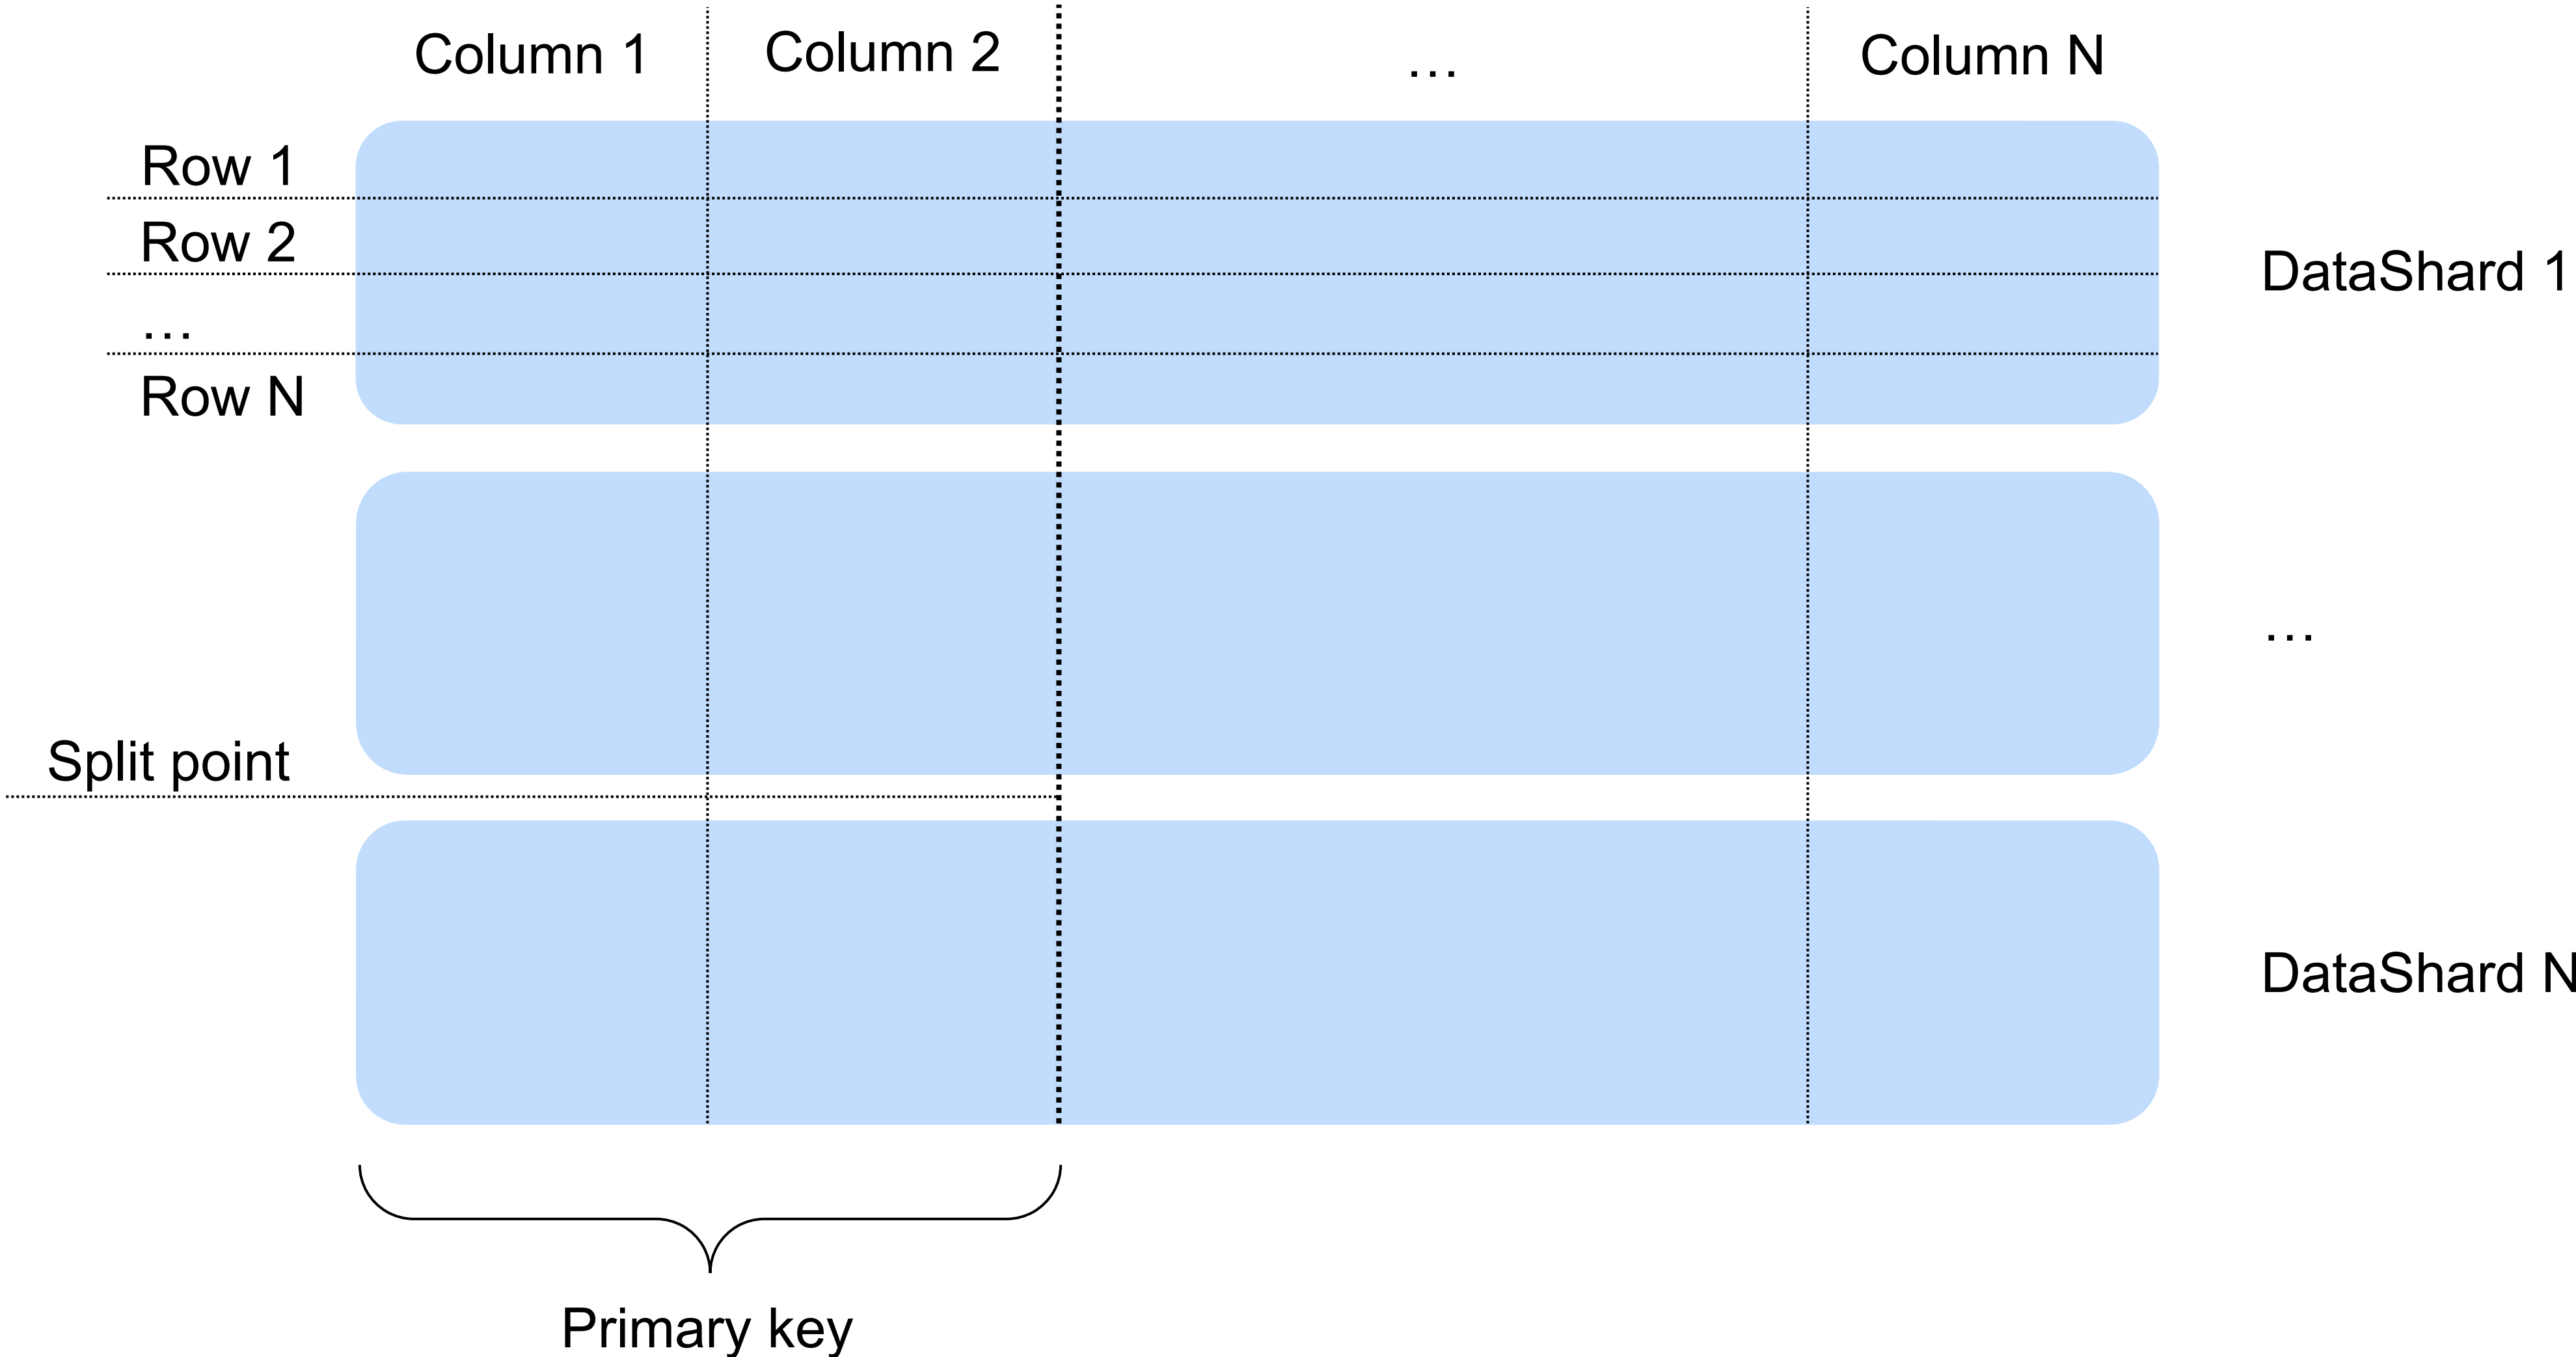 Column 1
Column 2
...
Column N
Row 1
Row 2
...
Row N
DataShard 1
...
Split point
DataShard N
Primary key